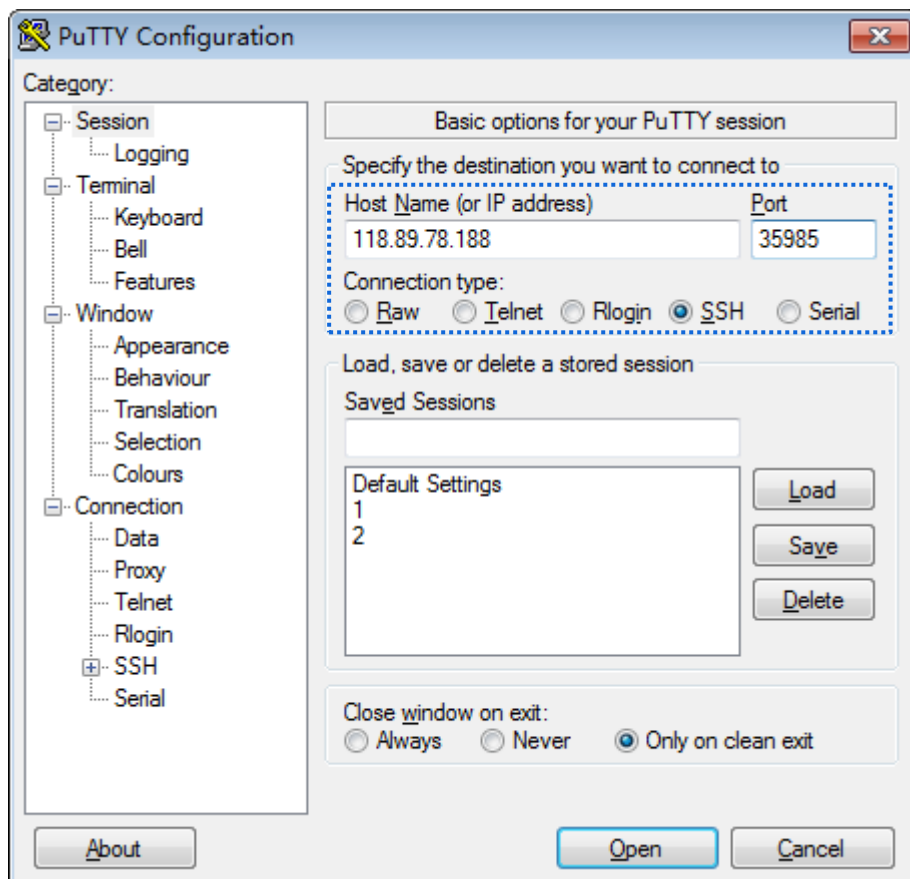 PuTTY Configuration
Category:
Session
Logging
Terminal
Keyboard
Bell
Features
Window
Appearance
Behaviour
Translation
Selection
Colours
Connection
Data
Proxy
Telnet
Rlogin
SSH
Serial
Basic options for your PuTTY session
Specify the destination you want to connect to
Host Name (or IP address) Port
118.89.78.188 35985
Connection type:
Raw Telnet Rlogin SSH Serial
Load, save or delete a stored session
Saved Sessions
Default Settings
1
2
Load
Save
Delete
Close window on exit:
Always Never Only on clean exit
About Open Cancel